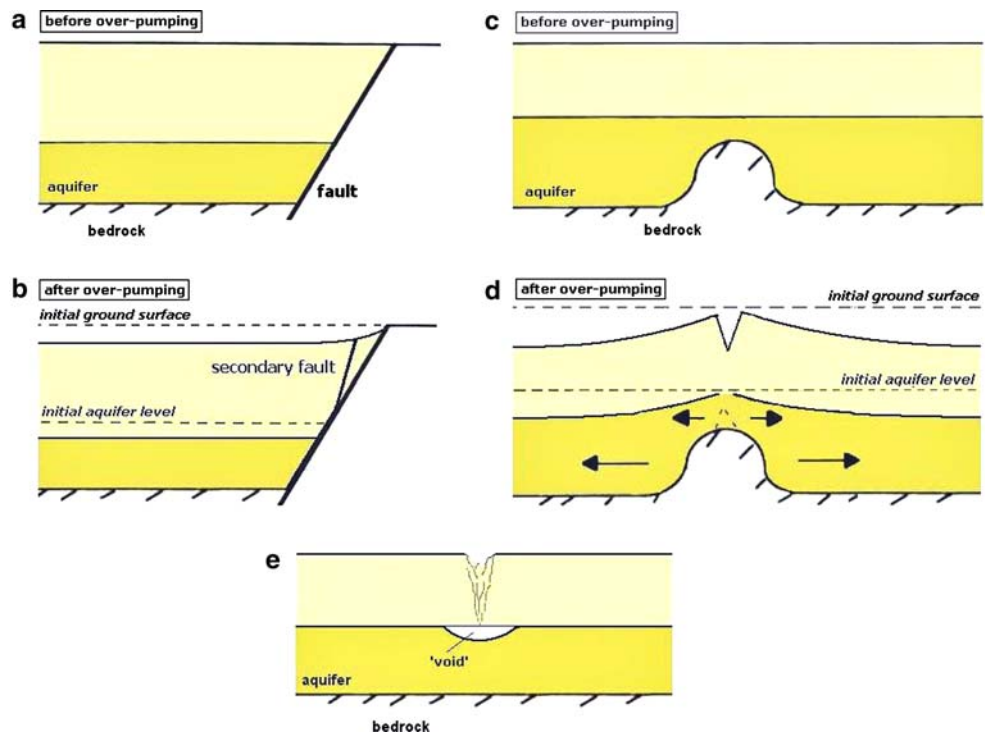 a before over-pumping
aquifer
fault
bedrock
b after over-pumping
initial ground surface
secondary fault
initial aquifer level
c before over-pumping
aquifer
bedrock
d after over-pumping
initial ground surface
initial aquifer level
e
'void'
aquifer
bedrock